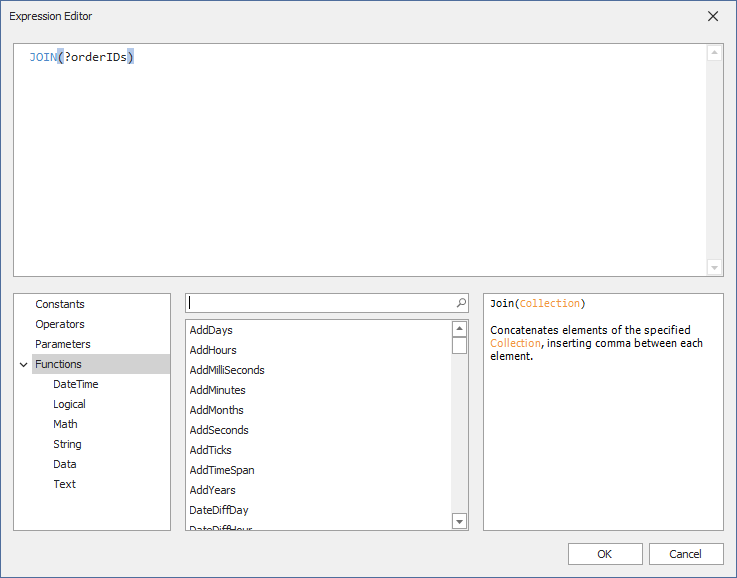 Expression Editor
JOIN(?orderIDs)
Constants
Operators
Parameters
Functions
DateTime
Logical
Math
String
Data
Text
AddDays
AddHours
AddMilliSeconds
AddMinutes
AddMonths
AddSeconds
AddTicks
AddTimeSpan
AddYears
DateDiffDay
DateDiffHour
Join(Collection)
Concatenates elements of the specified
Collection, inserting comma between each
element.
OK
Cancel